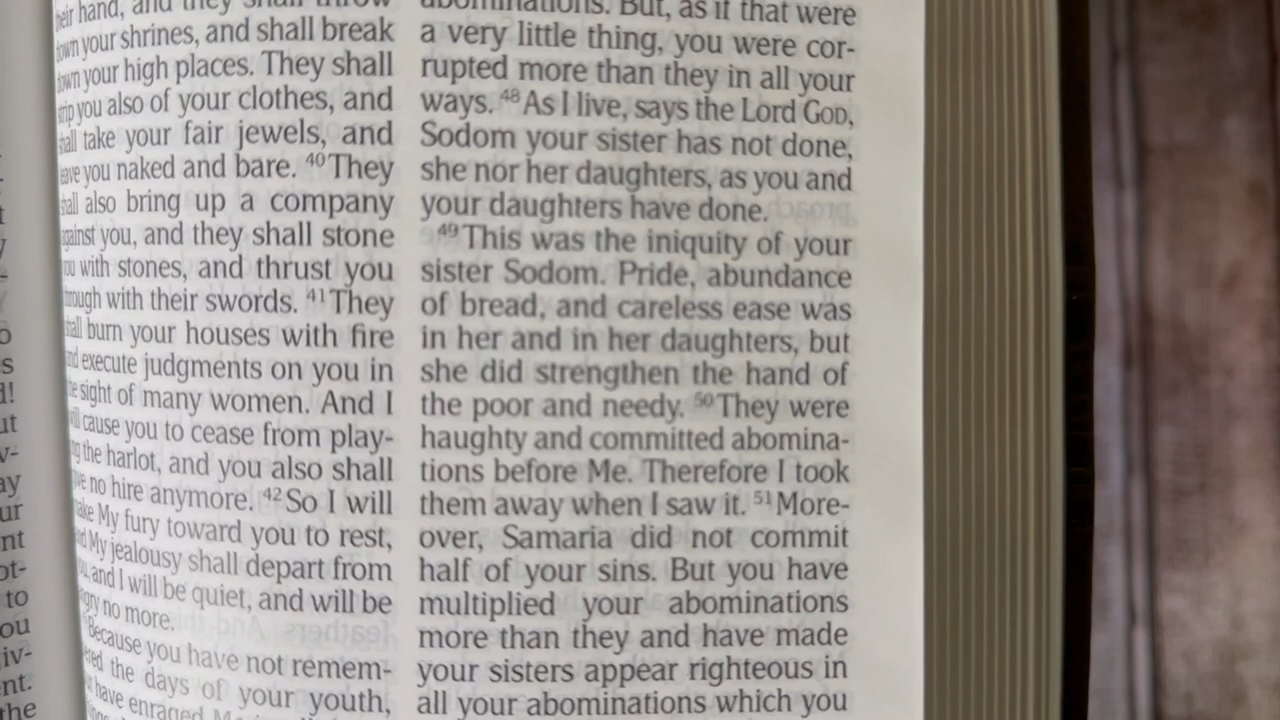 their hand, and they shall throw
down your shrines, and shall break
down your high places. They shall
strip you also of your clothes, and
shall take your fair jewels, and
leave you naked and bare. 40 They
shall also bring up a company
against you, and they shall stone
you with stones, and thrust you
through with their swords. 41 They
shall burn your houses with fire
and execute judgments on you in
the sight of many women. And I
will cause you to cease from play-
ing the harlot, and you also shall
give no hire anymore. 42 So I will
make My fury toward you to rest,
and My jealousy shall depart from
you, and I will be quiet, and will be
angry no more.
Because you have not remem-
bered the days of your youth,
but have enraged Me
abominations. But, as if that were
a very little thing, you were cor-
rupted more than they in all your
ways. 48 As I live, says the Lord GOD,
Sodom your sister has not done,
she nor her daughters, as you and
your daughters have done.
49 This was the iniquity of your
sister Sodom. Pride, abundance
of bread, and careless ease was
in her and in her daughters, but
she did strengthen the hand of
the poor and needy. 50 They were
haughty and committed abomina-
tions before Me. Therefore I took
them away when I saw it. 51 More-
over, Samaria did not commit
half of your sins. But you have
multiplied your abominations
more than they and have made
your sisters appear righteous in
all your abominations which you